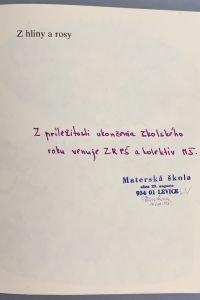 Z hliny a rosy
Z príležitosti ukončenia školského
roku venuje ZRPŠ a kolektív MŠ.
Materská škola
ulica 29. augusta
934 01 LEVICE